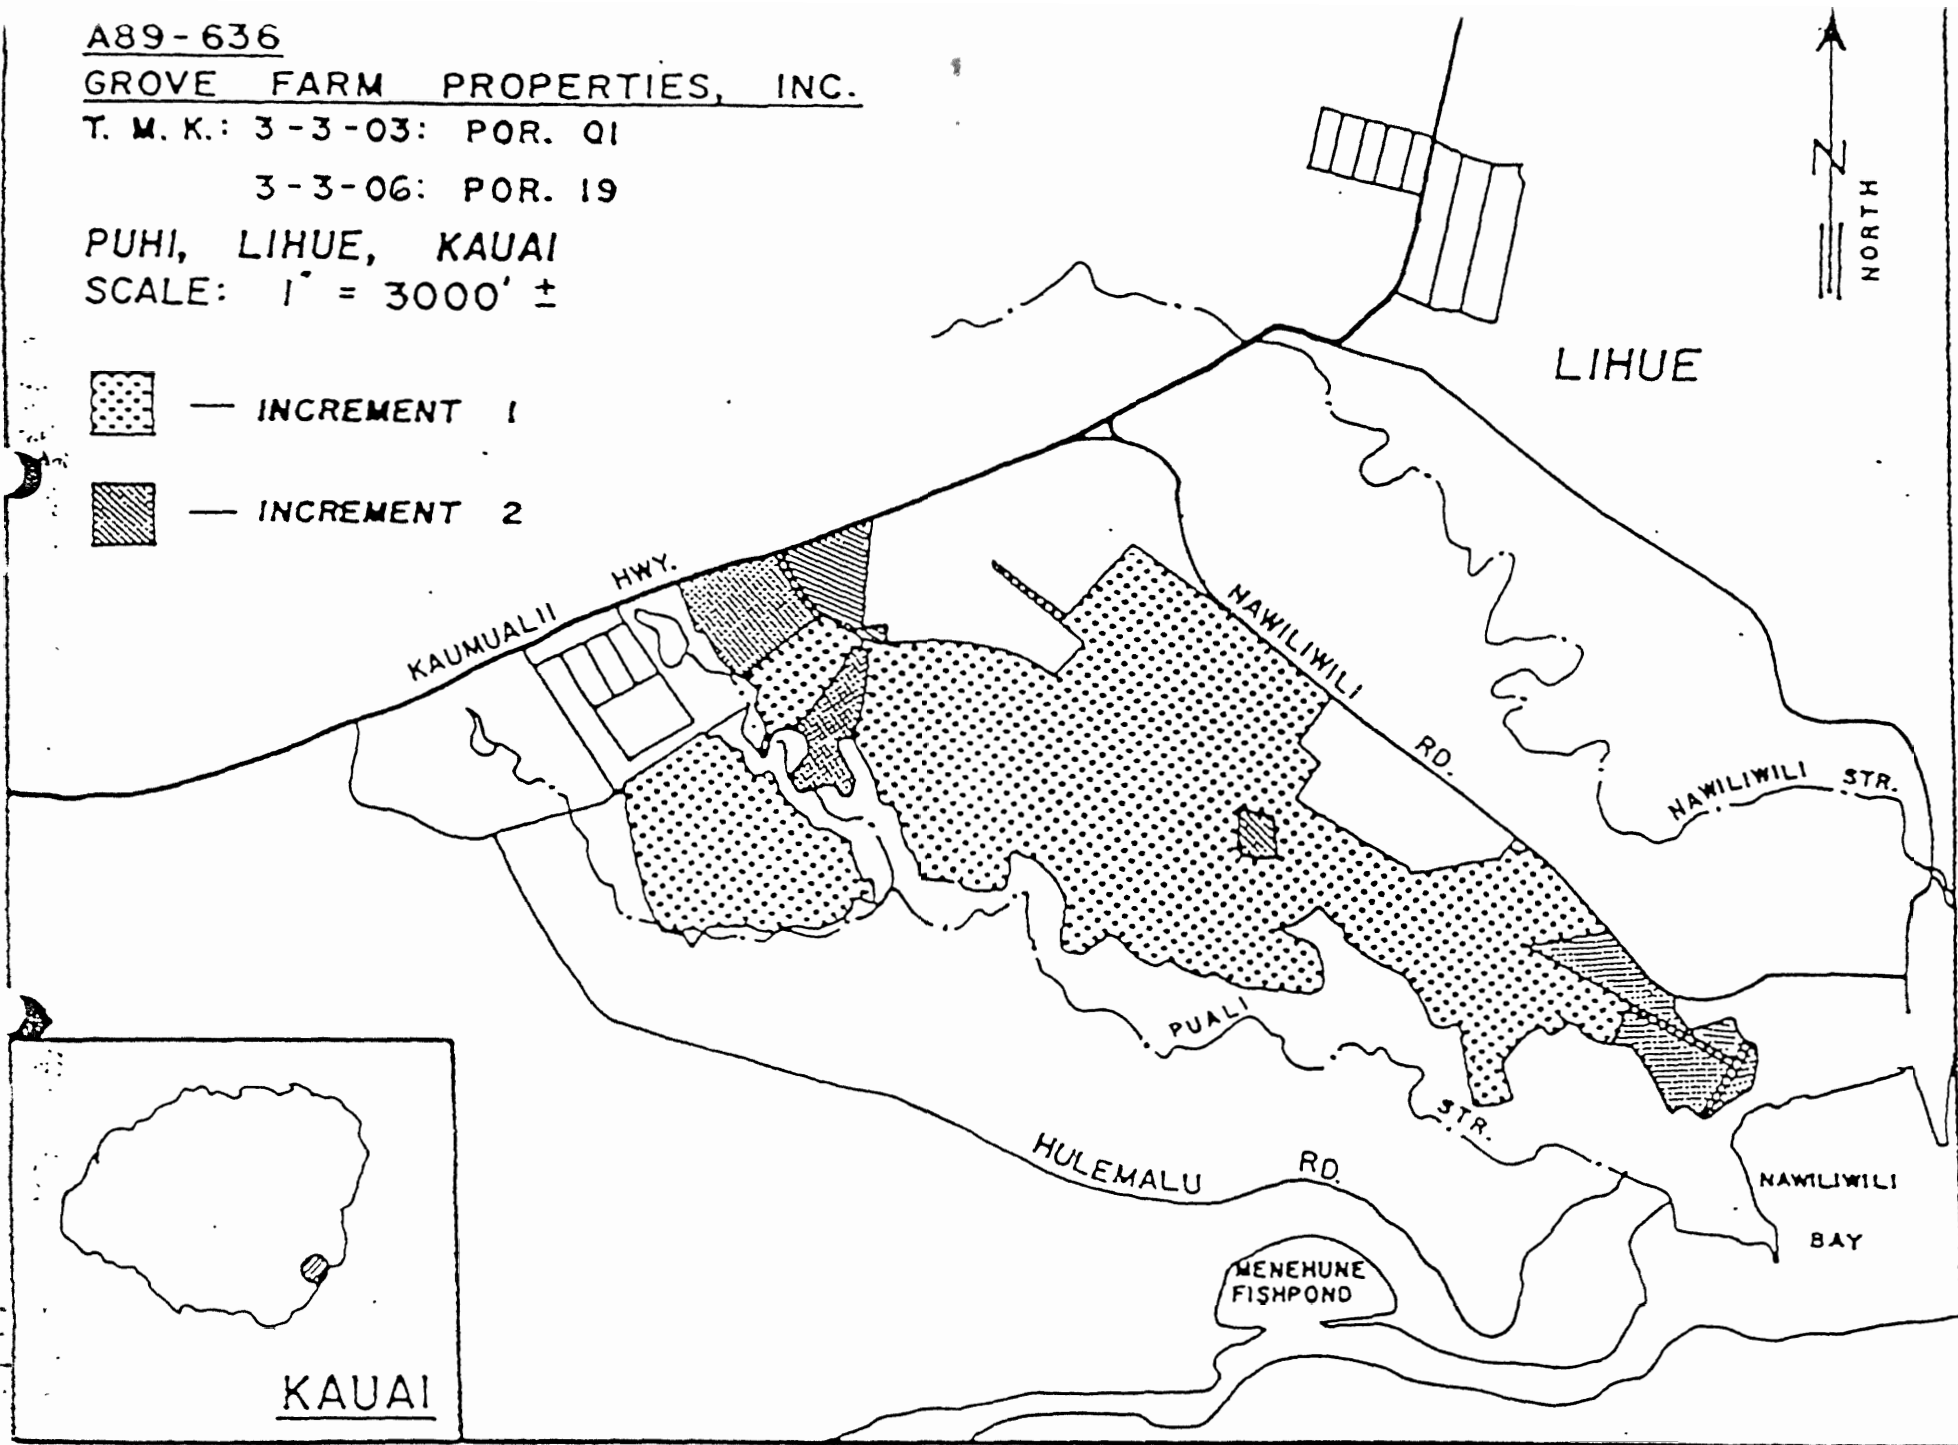 A89-636
GROVE FARM PROPERTIES, INC.
T. M. K.: 3-3-03: POR. 01
3-3-06: POR. 19
PUHI, LIHUE, KAUAI
SCALE: 1" = 3000' ±
INCREMENT 1
INCREMENT 2
N
NORTH
LIHUE
KAUMUALII HWY.
NAWILIWILI RD.
NAWILIWILI STR.
PUALI STR.
HULEMALU RD.
NAWILIWILI
BAY
MENEHUNE
FISHPOND
KAUAI